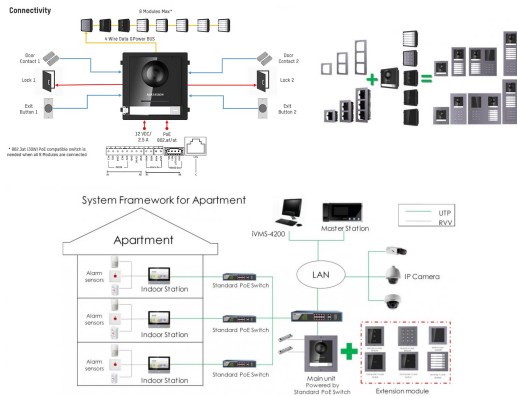 Connectivity
8 Modules Max*
4 Wire Data &Power BUS
Door
Contact 1
Door
Contact 2
Lock 1
Lock 2
HIKVISION
Exit
Button 1
Exit
Button 2
12 VDC/
2.5 A
PoE
802.af/at
* 802.3at (30W) PoE compatible switch is
needed when all 8 Modules are connected
System Framework for Apartment
iVMS-4200
Master Station
UTP
RVV
Apartment
LAN
IP Camera
Alarm
sensors
Indoor Station
Standard PoE Switch
Alarm
sensors
Indoor Station
Standard PoE Switch
Alarm
sensors
Indoor Station
Standard PoE Switch
Main unit
Powered by
Standard PoE Switch
Extension module